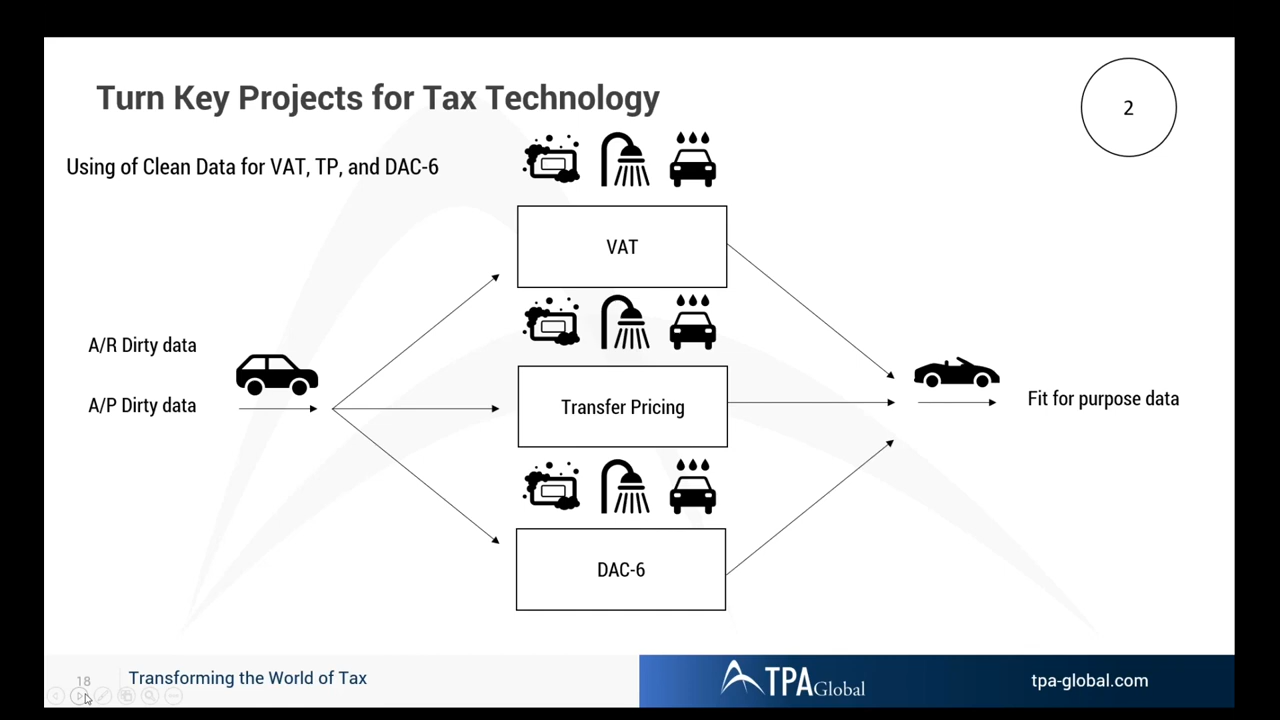 Turn Key Projects for Tax Technology
2
Using of Clean Data for VAT, TP, and DAC-6
VAT
A/R Dirty data
A/P Dirty data
Transfer Pricing
Fit for purpose data
DAC-6
18
Transforming the World of Tax
TPA Global
tpa-global.com